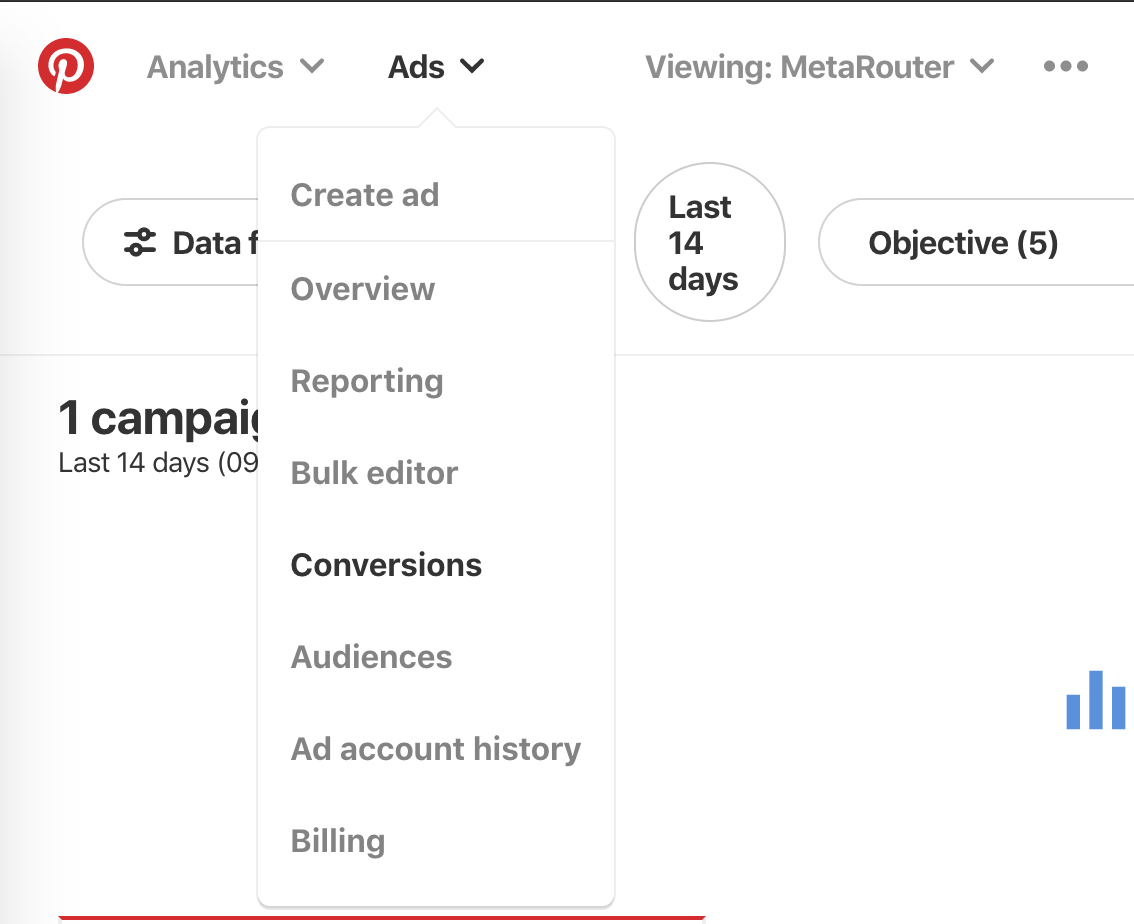 Analytics
Ads
Viewing: MetaRouter
Create ad
Overview
Reporting
Bulk editor
Conversions
Audiences
Ad account history
Billing
Data f
Last
14
days
Objective (5)
1 campaig
Last 14 days (09